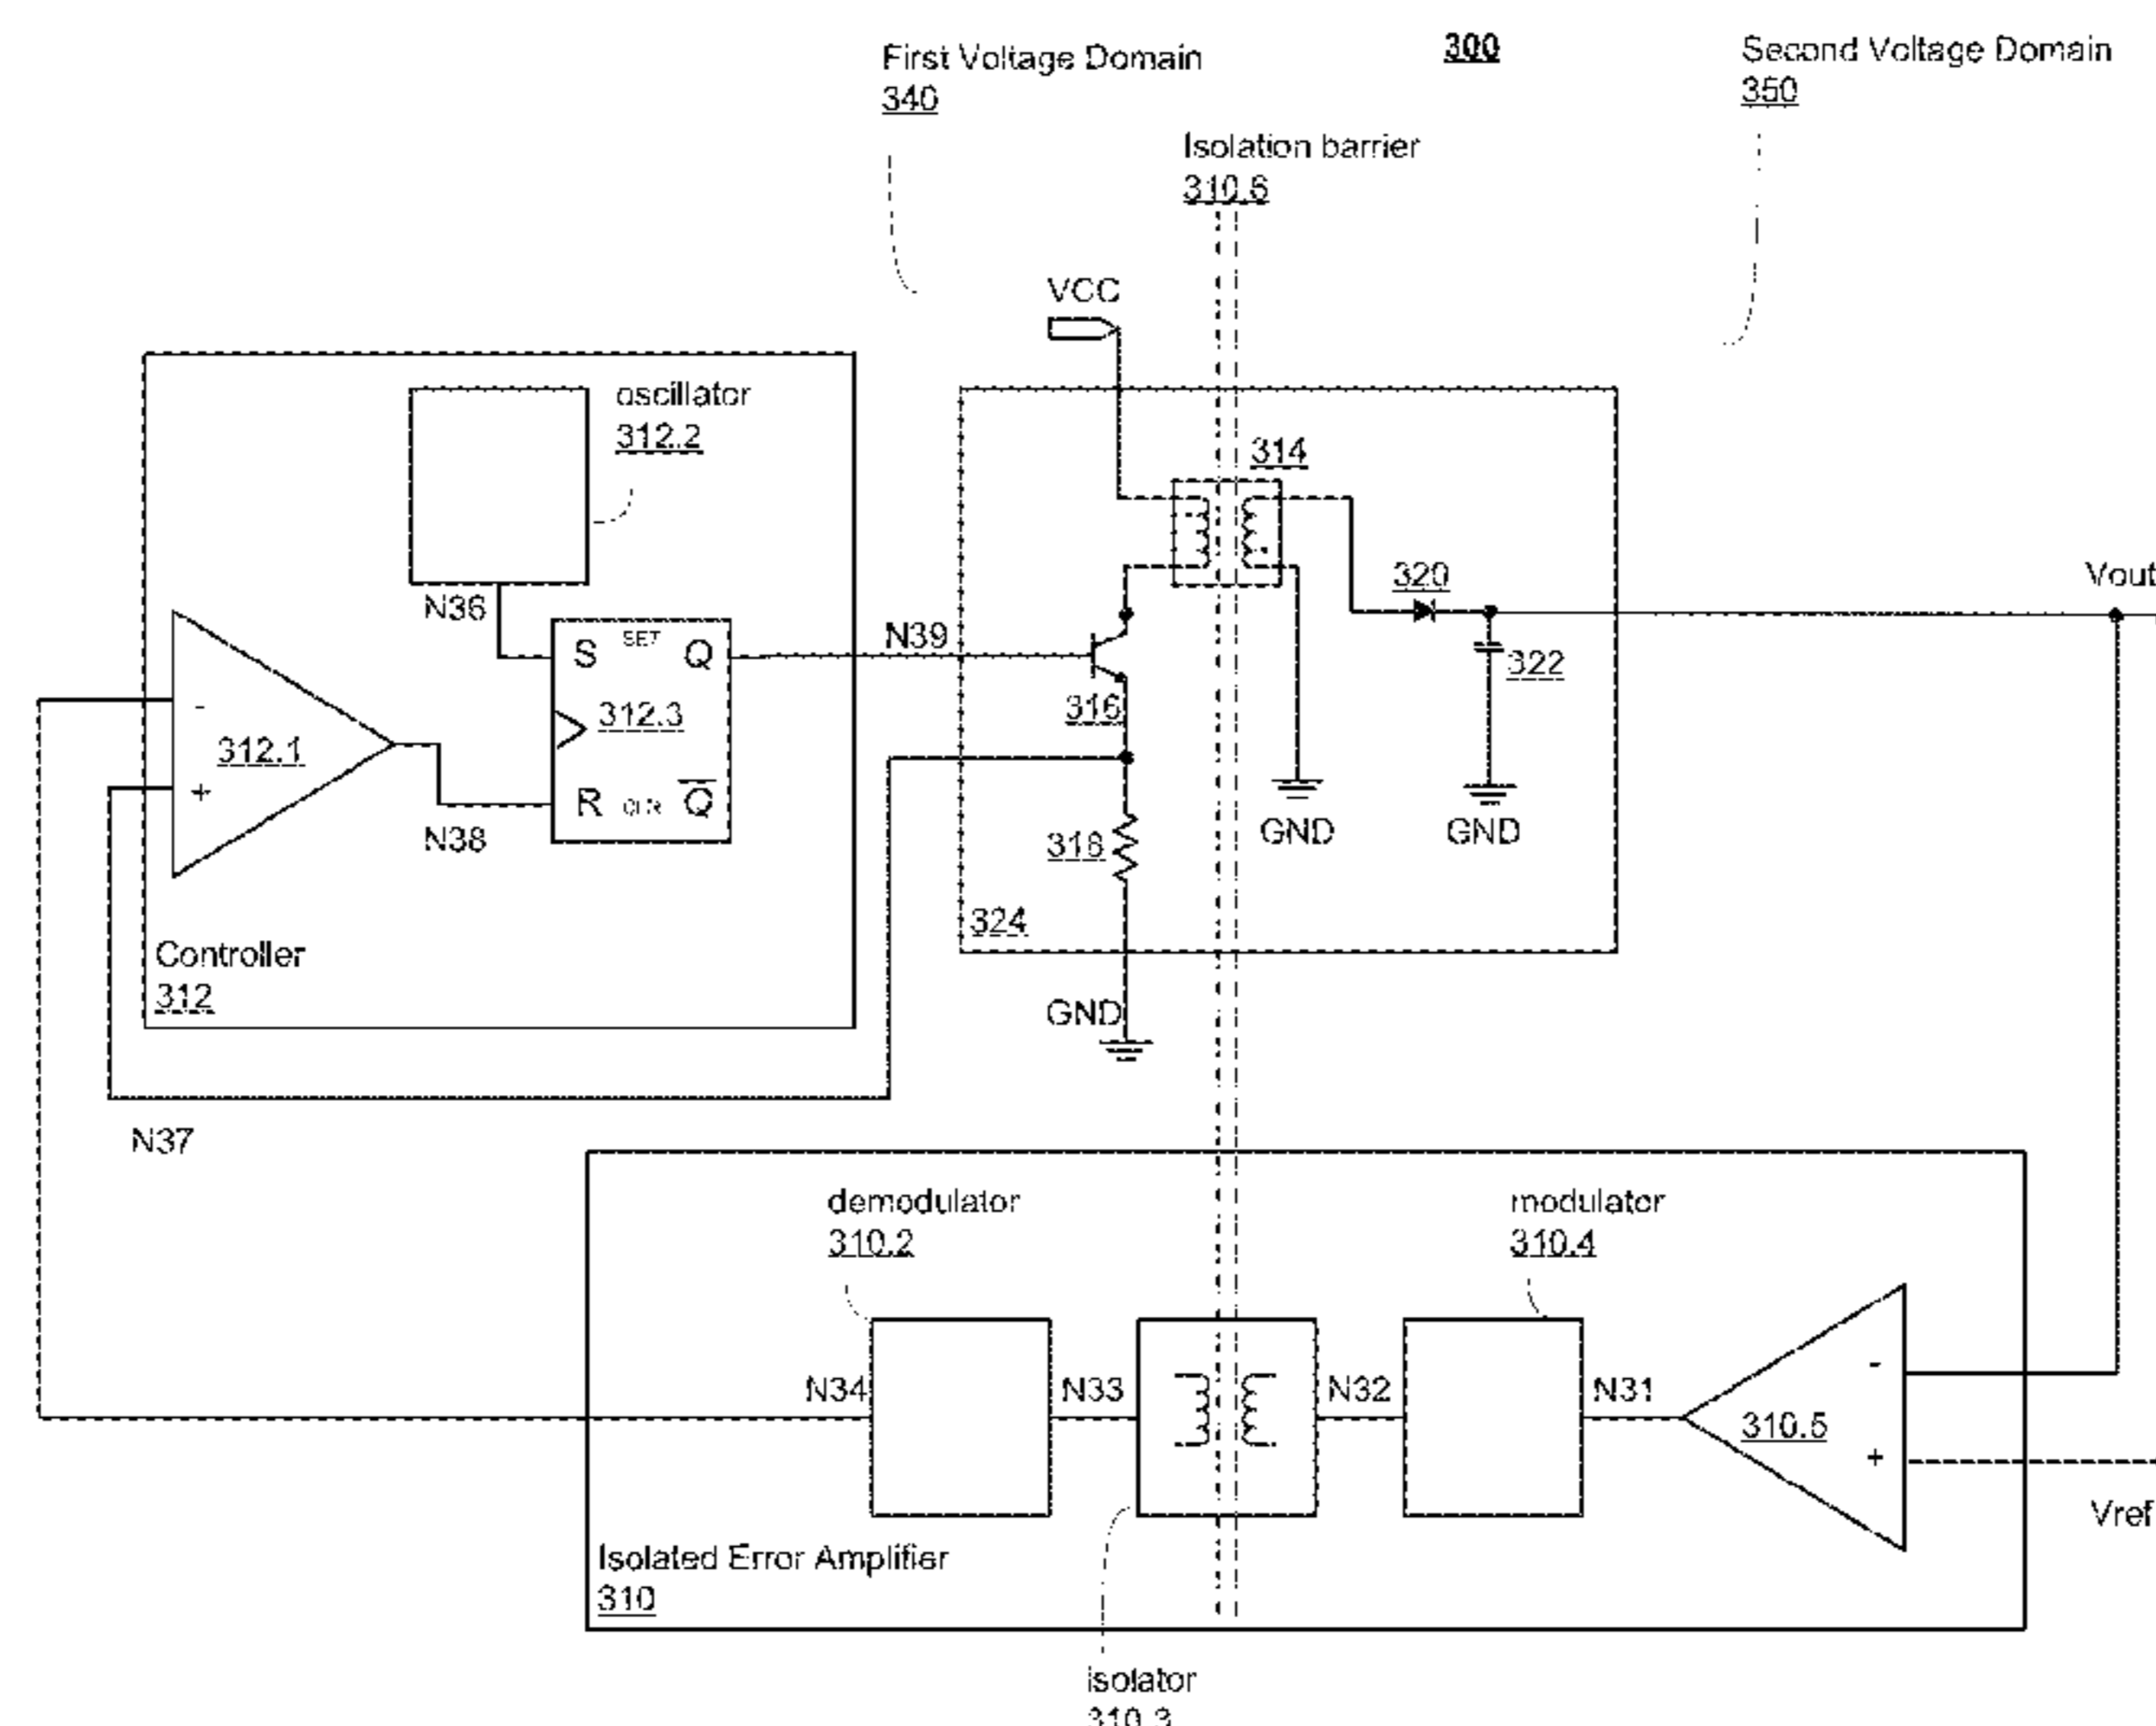 300
First Voltage Domain
340
Second Voltage Domain
350
Isolation barrier
310.6
VCC
oscillator
312.2
314
320
Vout
N36
S SET Q
N39
322
-
312.1
+
312.3
316
R CLR Q
N38
318
GND
GND
324
Controller
312
GND
N37
demodulator
310.2
modulator
310.4
N34
N33
N32
N31
-
310.5
+
Vref
Isolated Error Amplifier
310
isolator
310.3